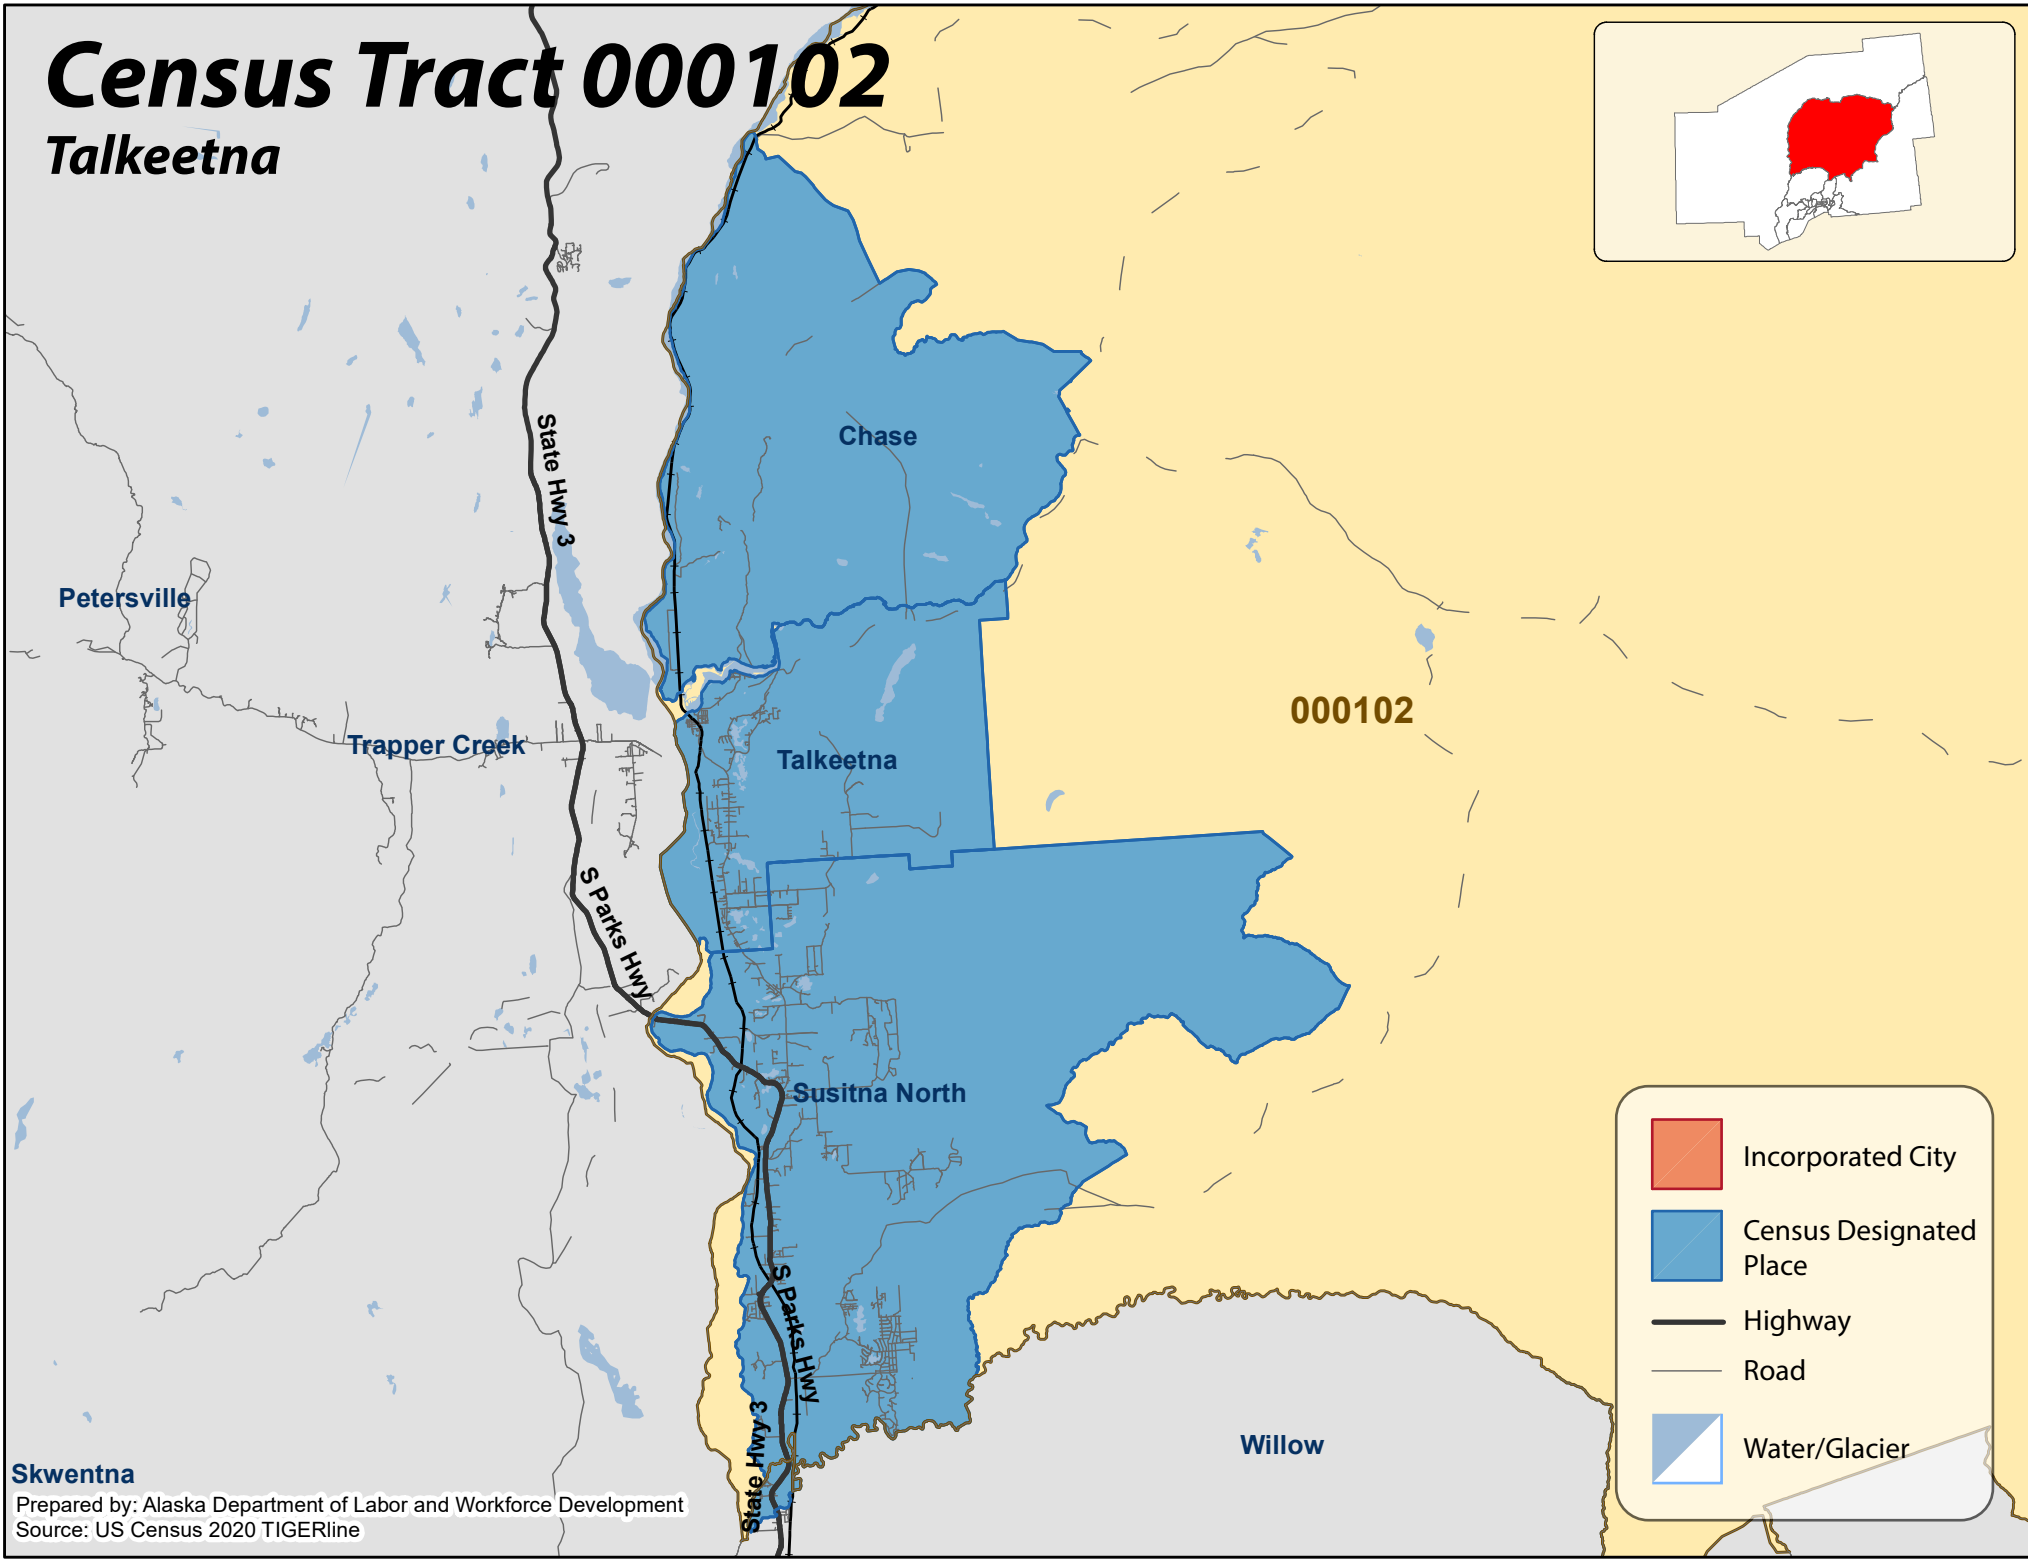 Census Tract 000102
Talkeetna
State Hwy 3
Chase
Petersville
000102
Trapper Creek
Talkeetna
S Parks Hwy
Susitna North
Incorporated City
Census Designated
Place
Highway
Road
Water/Glacier
S Parks Hwy
State Hwy 3
Willow
Skwentna
Prepared by: Alaska Department of Labor and Workforce Development
Source: US Census 2020 TIGERline